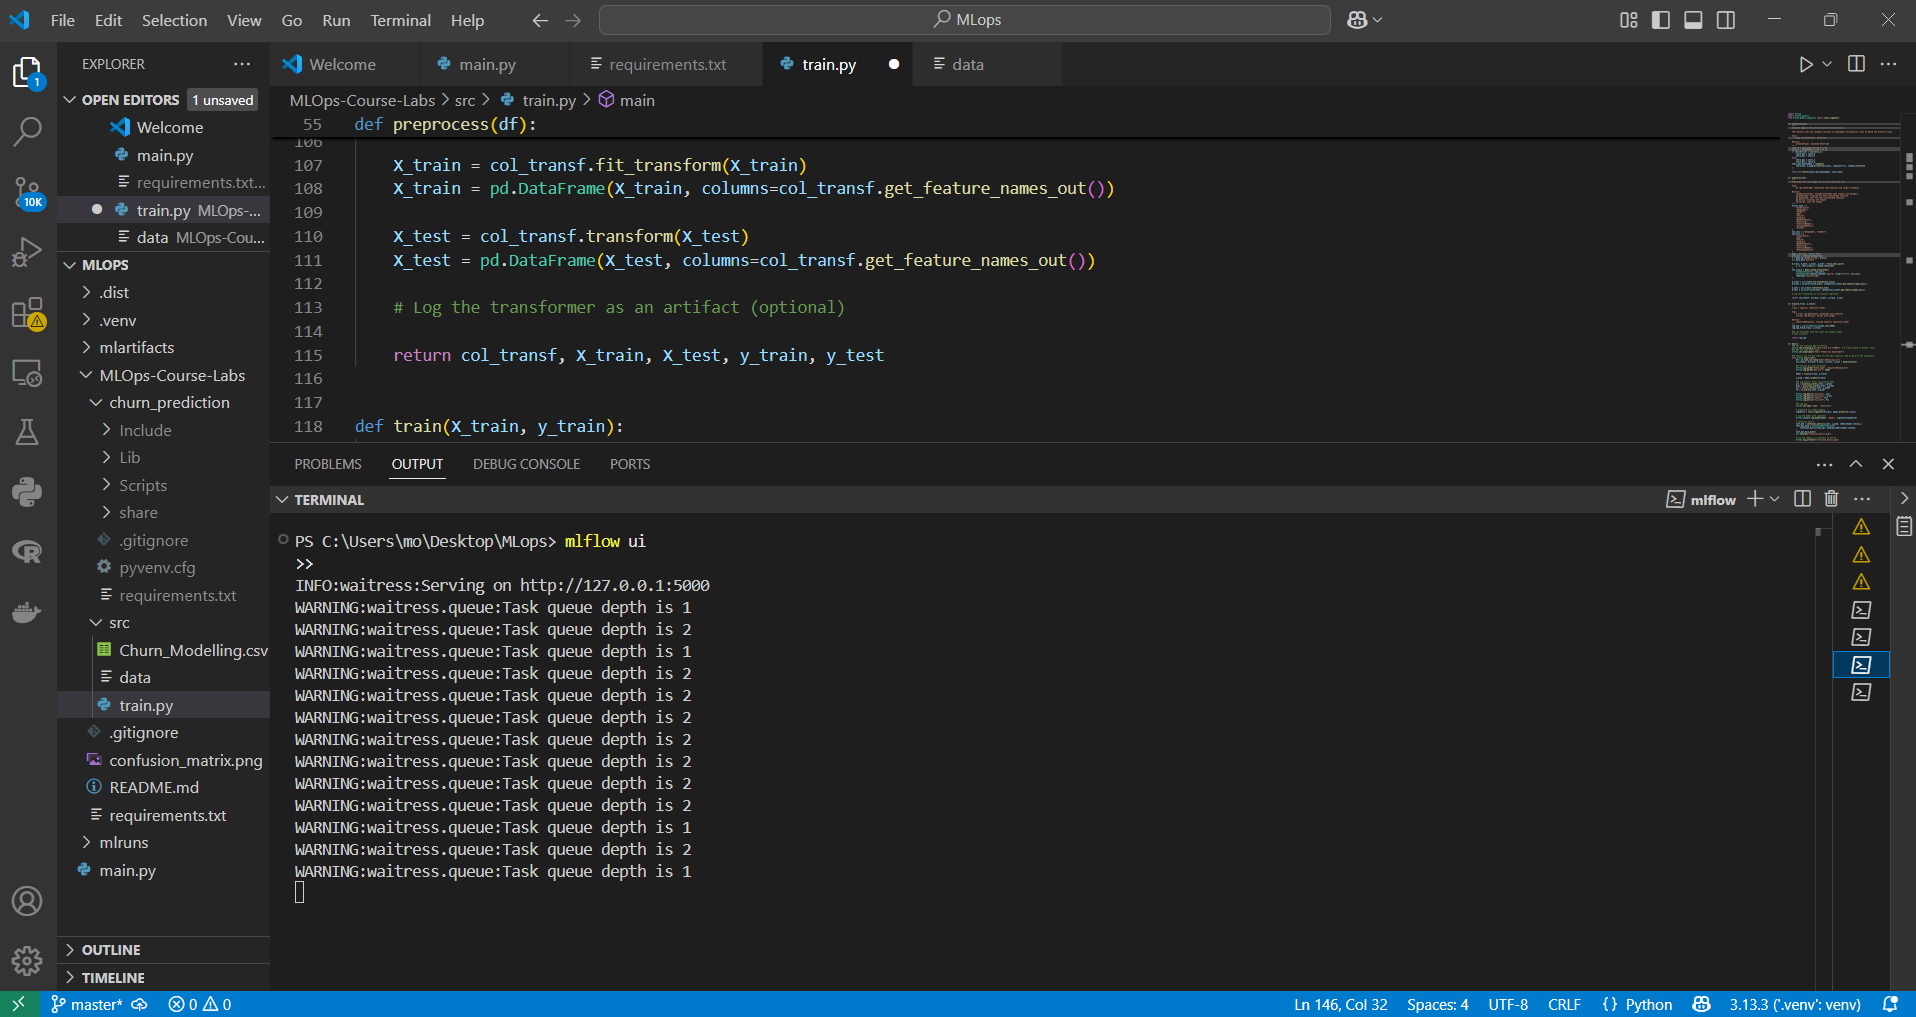 File Edit Selection View Go Run Terminal Help
MLops
EXPLORER
OPEN EDITORS 1 unsaved
Welcome
main.py
requirements.txt...
train.py MLOps-...
data MLOps-Cou...
MLOPS
.dist
.venv
mlartifacts
MLOps-Course-Labs
churn_prediction
Include
Lib
Scripts
share
.gitignore
pyvenv.cfg
requirements.txt
src
Churn_Modelling.csv
data
train.py
.gitignore
confusion_matrix.png
README.md
requirements.txt
mlruns
main.py
OUTLINE
TIMELINE
1
10K
Welcome main.py requirements.txt train.py data
MLOps-Course-Labs > src > train.py > main
55 def preprocess(df):
106
107 X_train = col_transf.fit_transform(X_train)
108 X_train = pd.DataFrame(X_train, columns=col_transf.get_feature_names_out())
109
110 X_test = col_transf.transform(X_test)
111 X_test = pd.DataFrame(X_test, columns=col_transf.get_feature_names_out())
112
113 # Log the transformer as an artifact (optional)
114
115 return col_transf, X_train, X_test, y_train, y_test
116
117
118 def train(X_train, y_train):
PROBLEMS OUTPUT DEBUG CONSOLE PORTS
TERMINAL
mlflow
PS C:\Users\mo\Desktop\MLops> mlflow ui
>>
INFO:waitress:Serving on http://127.0.0.1:5000
WARNING:waitress.queue:Task queue depth is 1
WARNING:waitress.queue:Task queue depth is 2
WARNING:waitress.queue:Task queue depth is 1
WARNING:waitress.queue:Task queue depth is 2
WARNING:waitress.queue:Task queue depth is 2
WARNING:waitress.queue:Task queue depth is 2
WARNING:waitress.queue:Task queue depth is 2
WARNING:waitress.queue:Task queue depth is 2
WARNING:waitress.queue:Task queue depth is 2
WARNING:waitress.queue:Task queue depth is 2
WARNING:waitress.queue:Task queue depth is 1
WARNING:waitress.queue:Task queue depth is 2
WARNING:waitress.queue:Task queue depth is 1
master* 0 0 Ln 146, Col 32 Spaces: 4 UTF-8 CRLF {} Python 3.13.3 ('.venv': venv)